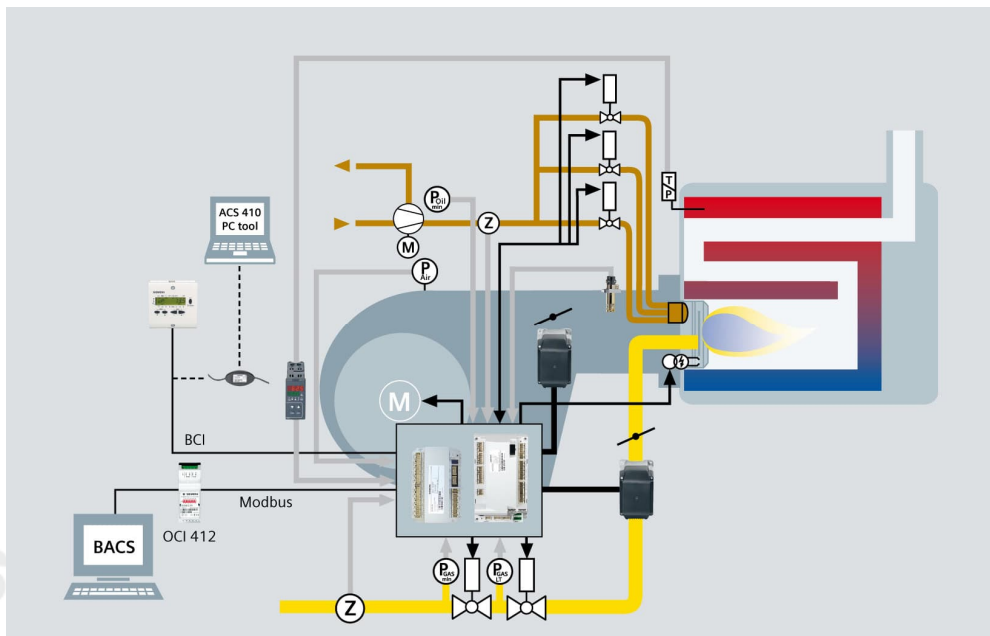 T
P
P
Oil
min
ACS 410
PC tool
Z
M
P
Air
M
BCI
Modbus
OCI 412
BACS
P
GAS
min
P
GAS
LT
Z